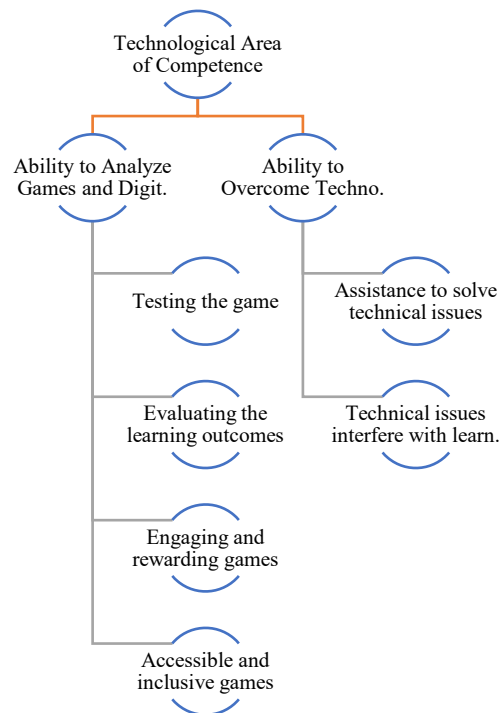 Technological Area
of Competence
Ability to Analyze
Games and Digit.
Ability to
Overcome Techno.
Testing the game
Evaluating the
learning outcomes
Engaging and
rewarding games
Accessible and
inclusive games
Assistance to solve
technical issues
Technical issues
interfere with learn.